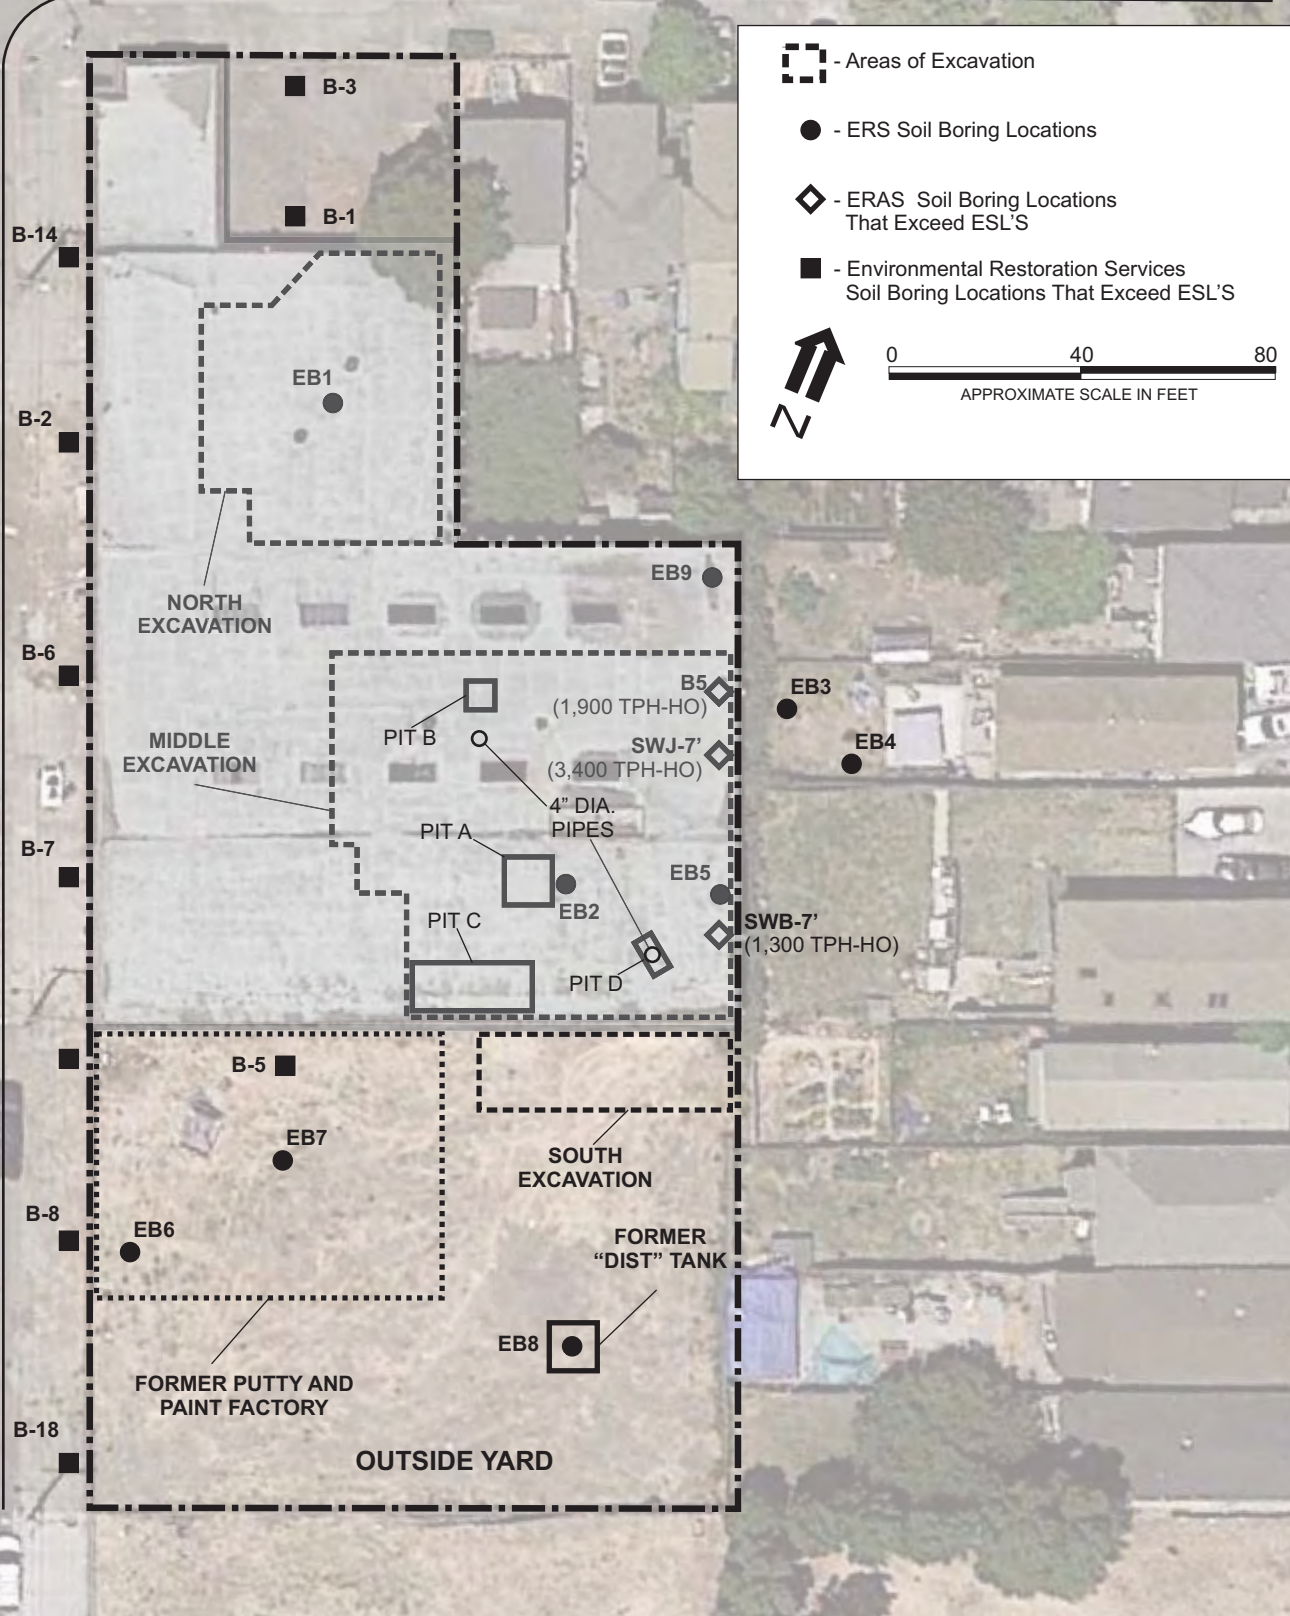 - Areas of Excavation
- ERS Soil Boring Locations
- ERAS Soil Boring Locations
That Exceed ESL'S
- Environmental Restoration Services
Soil Boring Locations That Exceed ESL'S
N
0 40 80
APPROXIMATE SCALE IN FEET
B-3
B-1
B-14
EB1
B-2
EB9
NORTH
EXCAVATION
B-6
B5
(1,900 TPH-HO)
EB3
PIT B
MIDDLE
EXCAVATION
SWJ-7’
(3,400 TPH-HO)
EB4
4” DIA.
PIPES
PIT A
B-7
EB5
EB2
PIT C
SWB-7’
(1,300 TPH-HO)
PIT D
B-5
EB7
SOUTH
EXCAVATION
B-8
EB6
FORMER
“DIST” TANK
EB8
FORMER PUTTY AND
PAINT FACTORY
B-18
OUTSIDE YARD